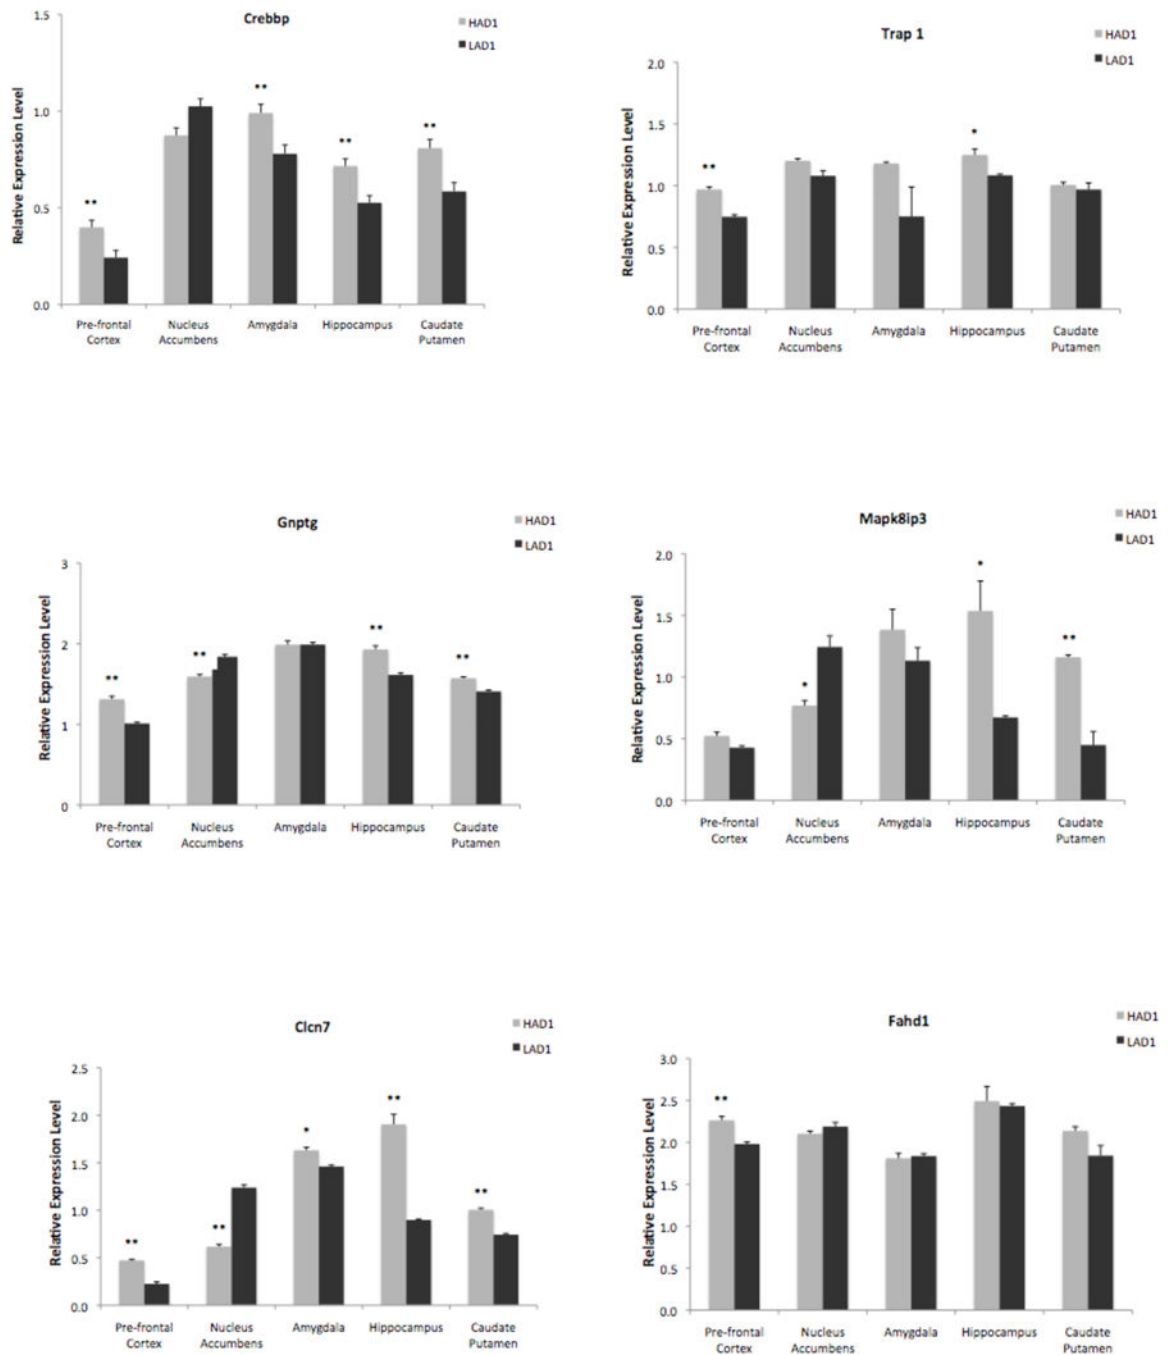 Crebbp
HAD1
LAD1
Relative Expression Level
1.5
1.0
0.5
0.0
**
**
**
**
Pre-frontal Cortex
Nucleus Accumbens
Amygdala
Hippocampus
Caudate Putamen
Trap 1
HAD1
LAD1
Relative Expression Level
2.0
1.5
1.0
0.5
0.0
**
*
Pre-frontal Cortex
Nucleus Accumbens
Amygdala
Hippocampus
Caudate Putamen
Gnptg
HAD1
LAD1
Relative Expression Level
3
2
1
0
**
**
**
**
Pre-frontal Cortex
Nucleus Accumbens
Amygdala
Hippocampus
Caudate Putamen
Mapk8ip3
HAD1
LAD1
Relative Expression Level
2.0
1.5
1.0
0.5
0.0
*
*
**
Pre-frontal Cortex
Nucleus Accumbens
Amygdala
Hippocampus
Caudate Putamen
Clcn7
HAD1
LAD1
Relative Expression Level
2.5
2.0
1.5
1.0
0.5
0.0
**
**
*
**
**
Pre-frontal Cortex
Nucleus Accumbens
Amygdala
Hippocampus
Caudate Putamen
Fahd1
HAD1
LAD1
Relative Expression Level
3.0
2.5
2.0
1.5
1.0
0.5
0.0
**
Pre-frontal Cortex
Nucleus Accumbens
Amygdala
Hippocampus
Caudate Putamen